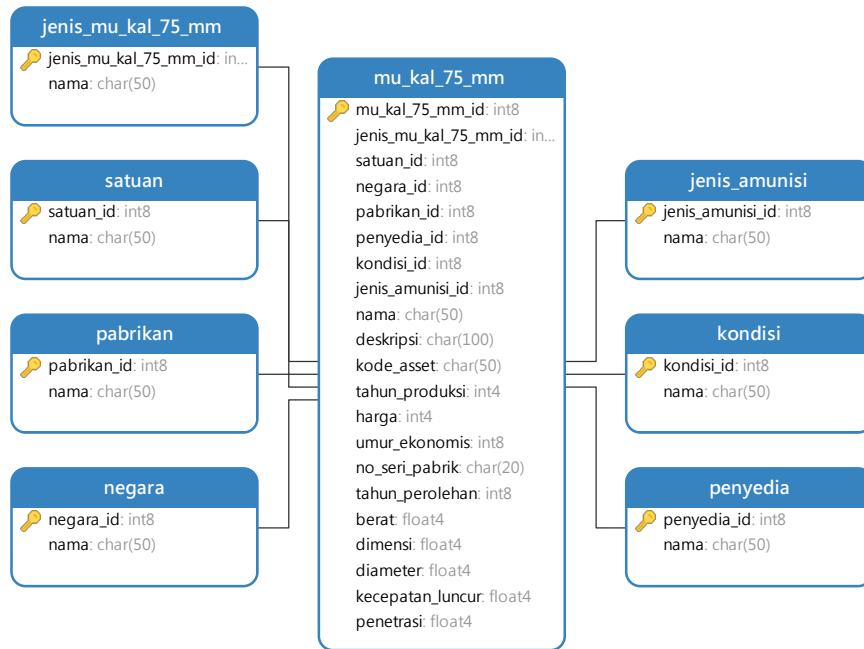 jenis_mu_kal_75_mm
jenis_mu_kal_75_mm_id: in...
nama: char(50)
satuan
satuan_id: int8
nama: char(50)
pabrikan
pabrikan_id: int8
nama: char(50)
negara
negara_id: int8
nama: char(50)
mu_kal_75_mm
mu_kal_75_mm_id: int8
jenis_mu_kal_75_mm_id: in...
satuan_id: int8
negara_id: int8
pabrikan_id: int8
penyedia_id: int8
kondisi_id: int8
jenis_amunisi_id: int8
nama: char(50)
deskripsi: char(100)
kode_asset: char(50)
tahun_produksi: int4
harga: int4
umur_ekonomis: int8
no_seri_pabrik: char(20)
tahun_perolehan: int8
berat: float4
dimensi: float4
diameter: float4
kecepatan_luncur: float4
penetrasi: float4
jenis_amunisi
jenis_amunisi_id: int8
nama: char(50)
kondisi
kondisi_id: int8
nama: char(50)
penyedia
penyedia_id: int8
nama: char(50)